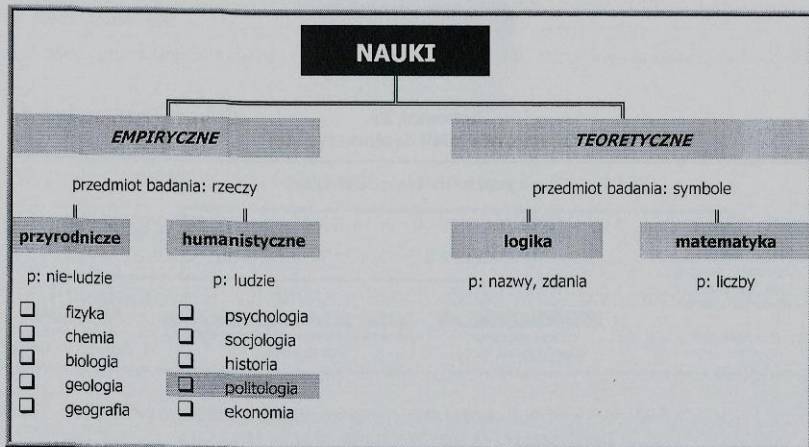 NAUKI
EMPIRYCZNE
TEORETYCZNE
przedmiot badania: rzeczy
przedmiot badania: symbole
przyrodnicze
humanistyczne
logika
matematyka
p: nie-ludzie
p: ludzie
p: nazwy, zdania
p: liczby
fizyka
chemia
biologia
geologia
geografia
psychologia
socjologia
historia
politologia
ekonomia